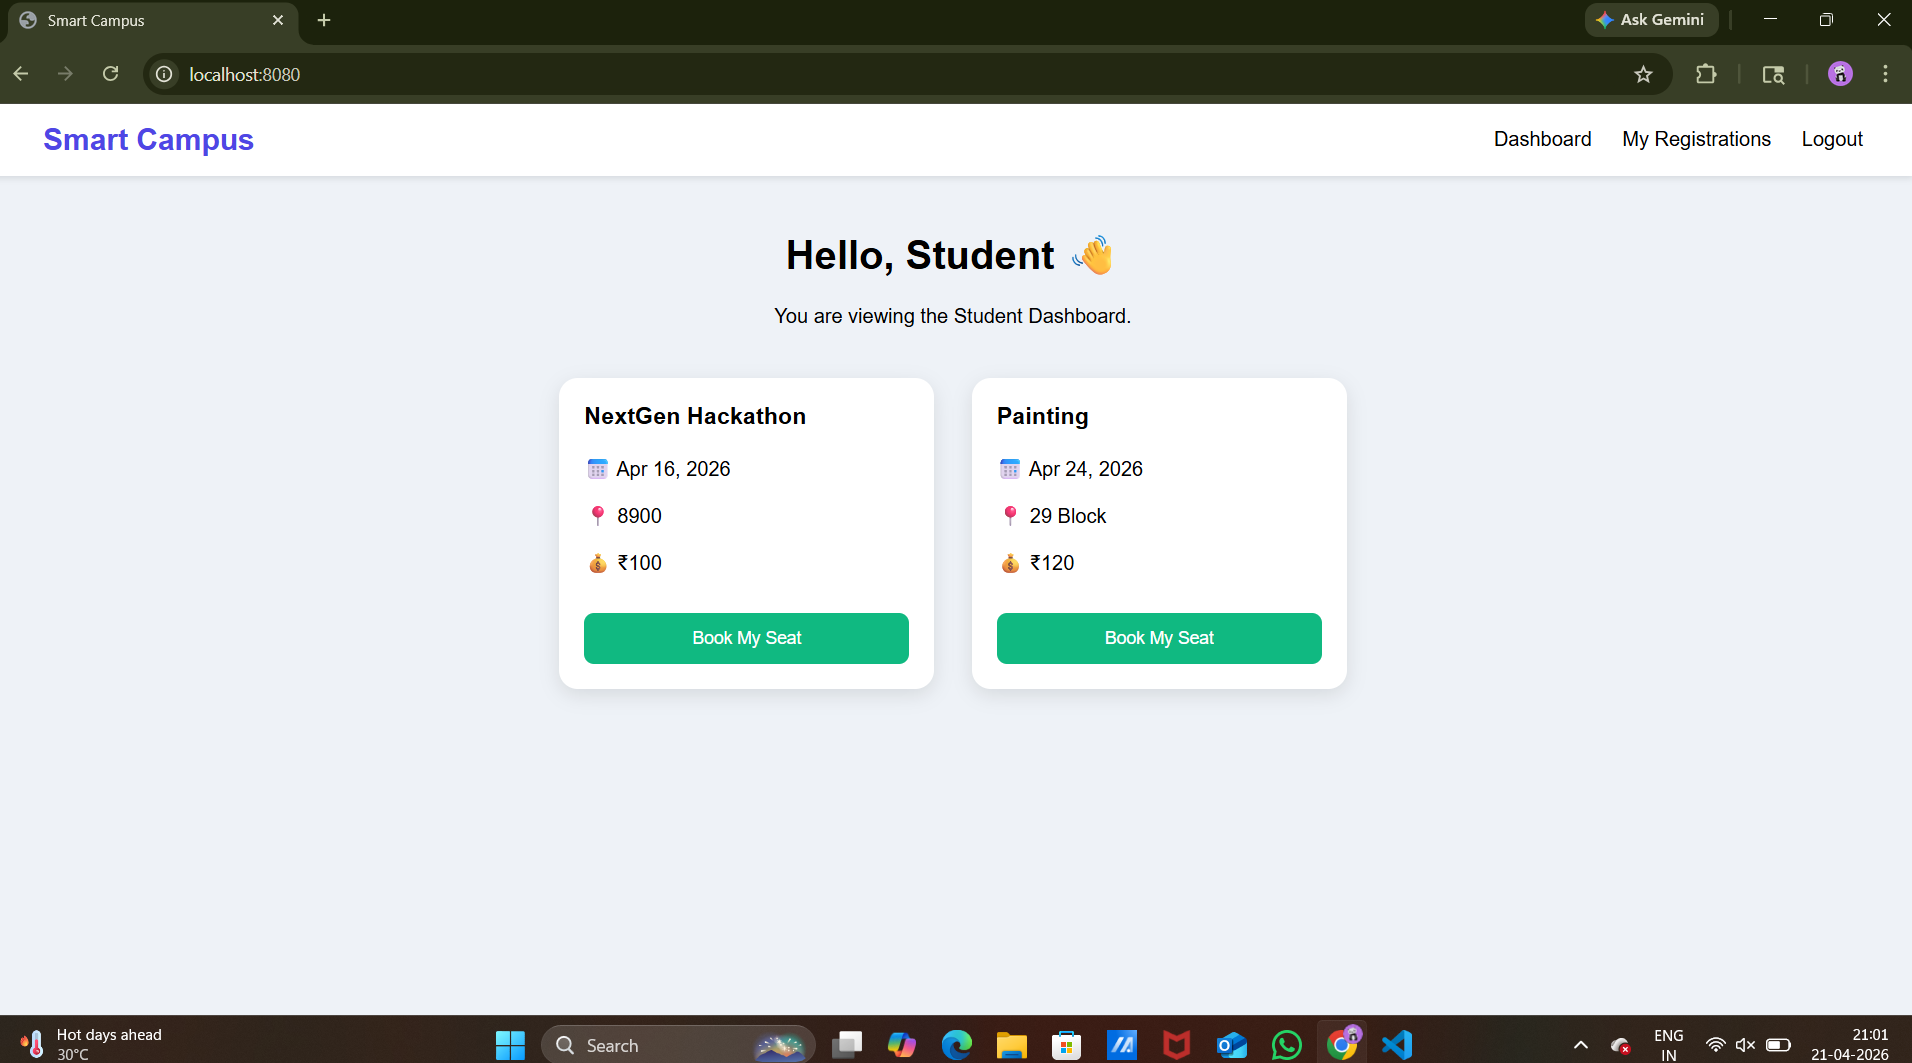 Smart Campus
Ask Gemini
localhost:8080
Smart Campus
Dashboard
My Registrations
Logout
Hello, Student 👋
You are viewing the Student Dashboard.
NextGen Hackathon
Apr 16, 2026
8900
₹100
Book My Seat
Painting
Apr 24, 2026
29 Block
₹120
Book My Seat
Hot days ahead
30°C
Search
ENG
IN
21:01
21-04-2026